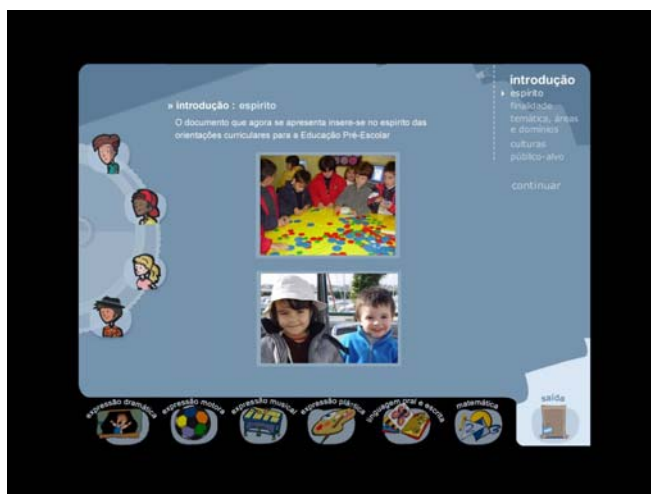 introdução
espírito
finalidade
temática, áreas
e domínios
culturas
público-alvo
continuar
» introdução : espírito
O documento que agora se apresenta insere-se no espírito das
orientações curriculares para a Educação Pré-Escolar
expressão dramática
expressão motora
expressão musical
expressão plástica
linguagem oral e escrita
matemática
saída